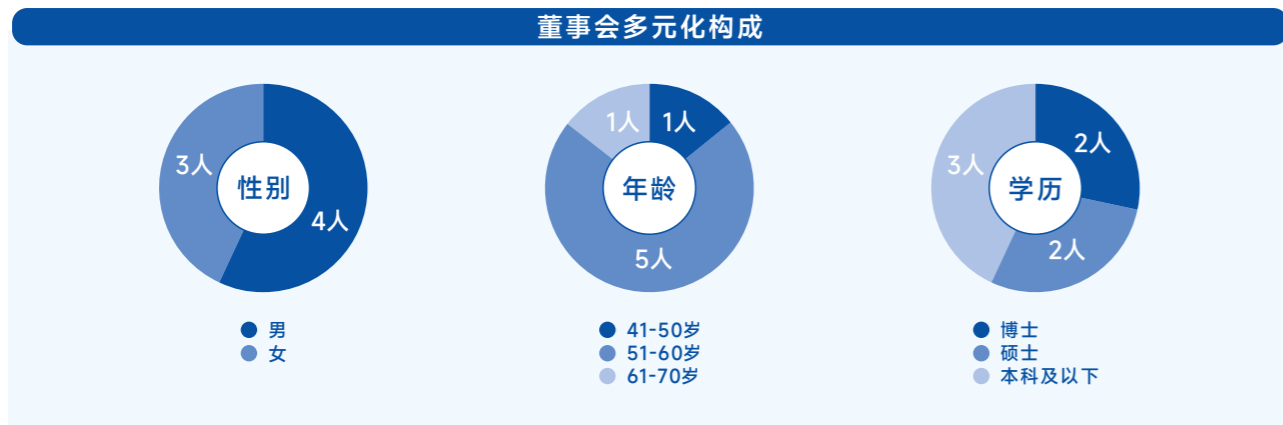 董事会多元化构成
3人
性别
4人
男
女
1人
1人
年龄
5人
41-50岁
51-60岁
61-70岁
2人
3人
学历
2人
博士
硕士
本科及以下